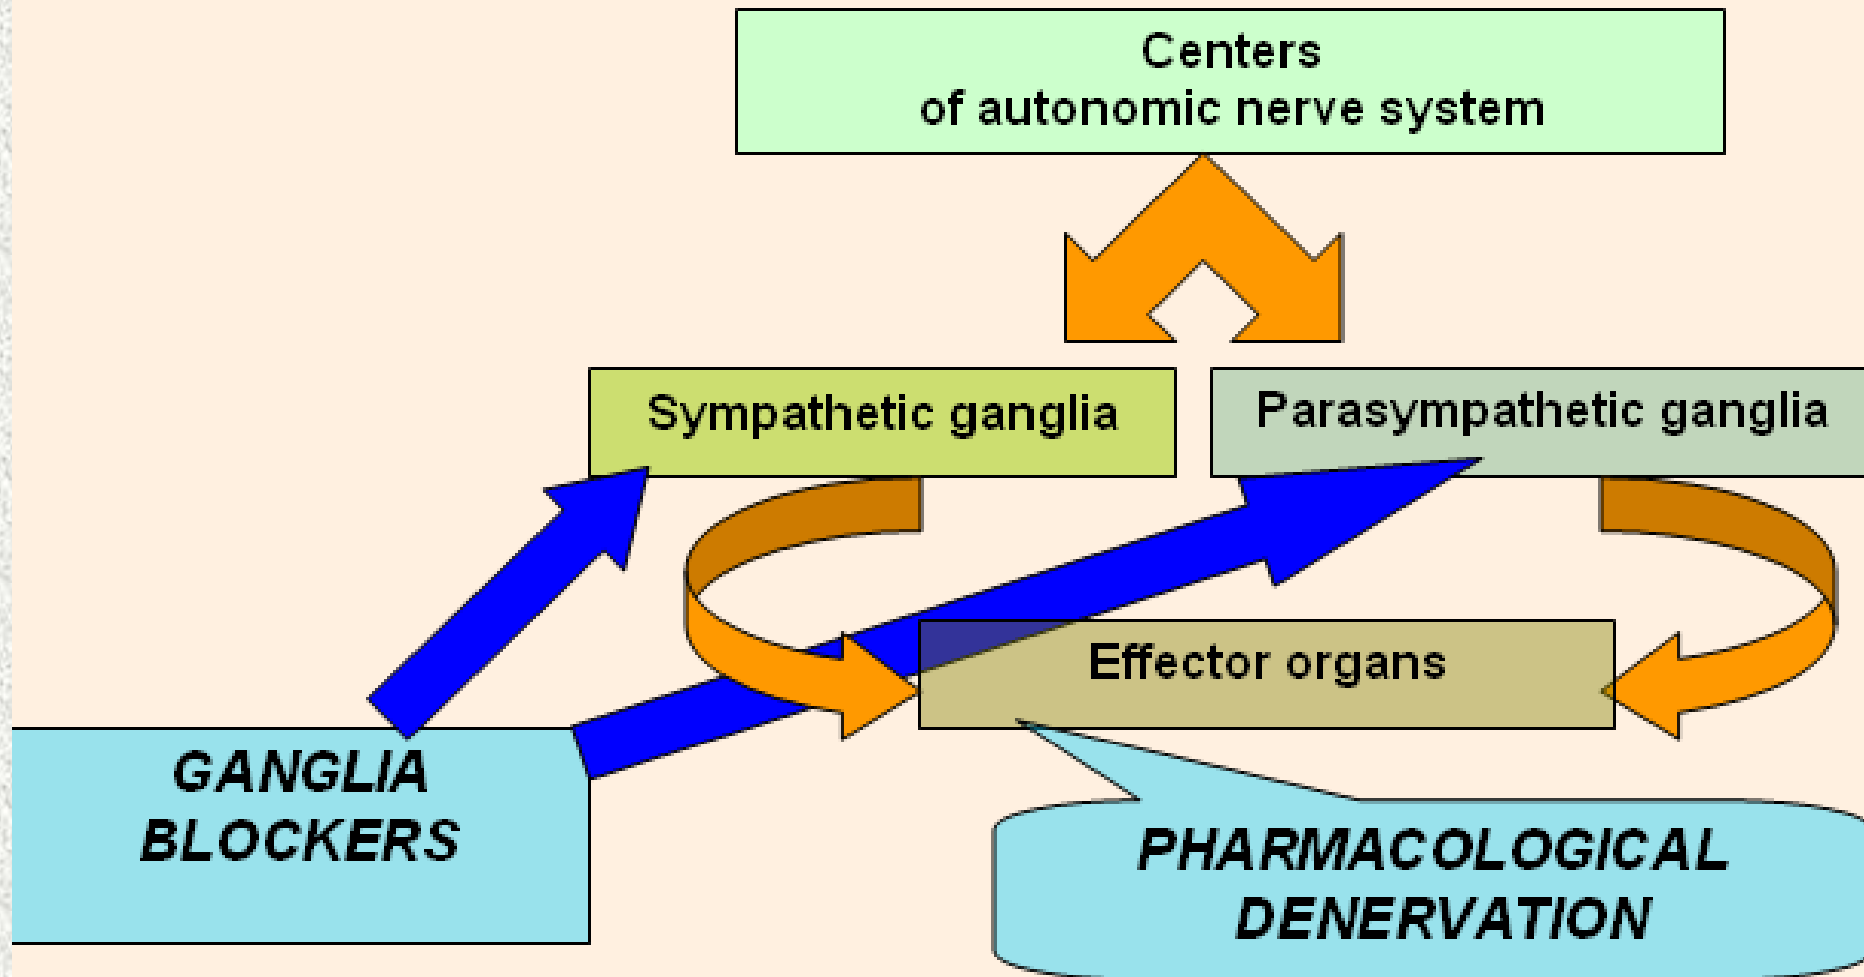 Centers
of autonomic nerve system
Sympathetic ganglia
Parasympathetic ganglia
Effector organs
GANGLIA
BLOCKERS
PHARMACOLOGICAL
DENERVATION